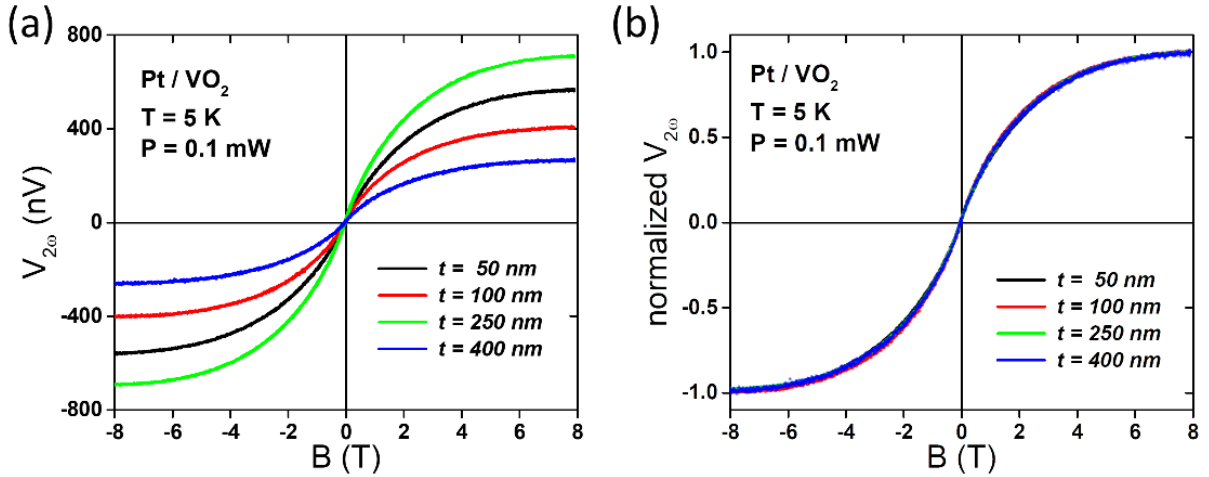 (a)
800
400
0
-400
-800
V2ω (nV)
Pt / VO2
T = 5 K
P = 0.1 mW
t = 50 nm
t = 100 nm
t = 250 nm
t = 400 nm
-8 -6 -4 -2 0 2 4 6 8
B (T)
(b)
1.0
0.5
0.0
-0.5
-1.0
normalized V2ω
Pt / VO2
T = 5 K
P = 0.1 mW
t = 50 nm
t = 100 nm
t = 250 nm
t = 400 nm
-8 -6 -4 -2 0 2 4 6 8
B (T)